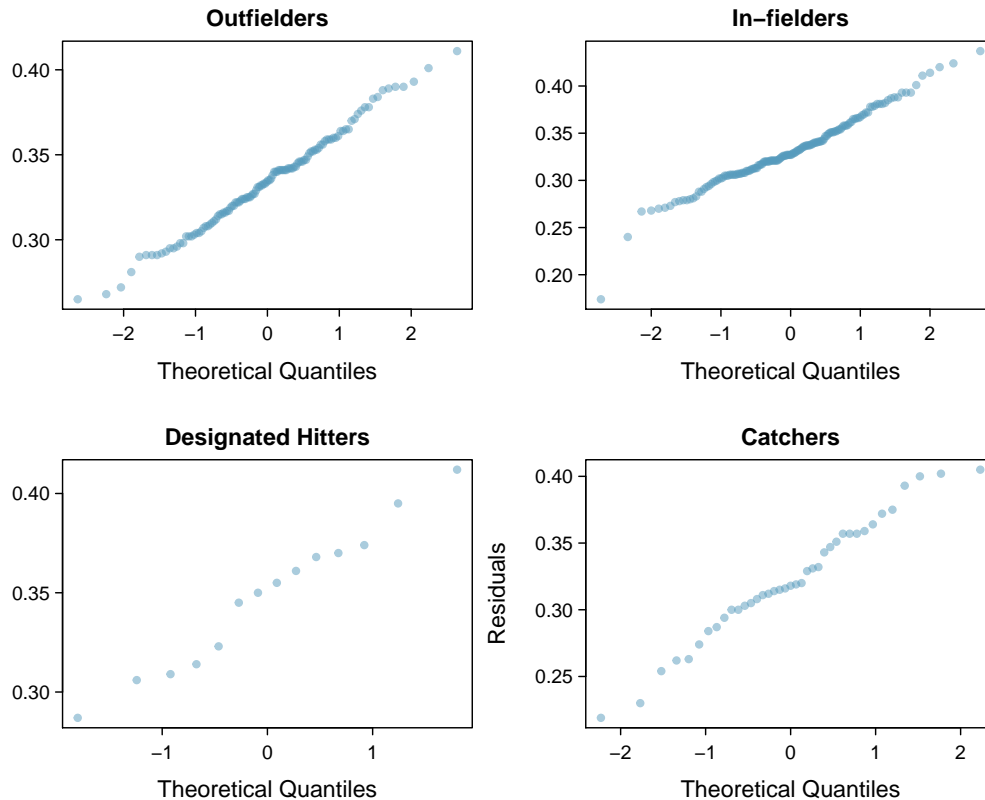 Outfielders
0.40
0.35
0.30
−2 −1 0 1 2
Theoretical Quantiles
In−fielders
0.40
0.35
0.30
0.25
0.20
−2 −1 0 1 2
Theoretical Quantiles
Designated Hitters
0.40
0.35
0.30
−1 0 1
Theoretical Quantiles
Catchers
Residuals
0.40
0.35
0.30
0.25
−2 −1 0 1 2
Theoretical Quantiles